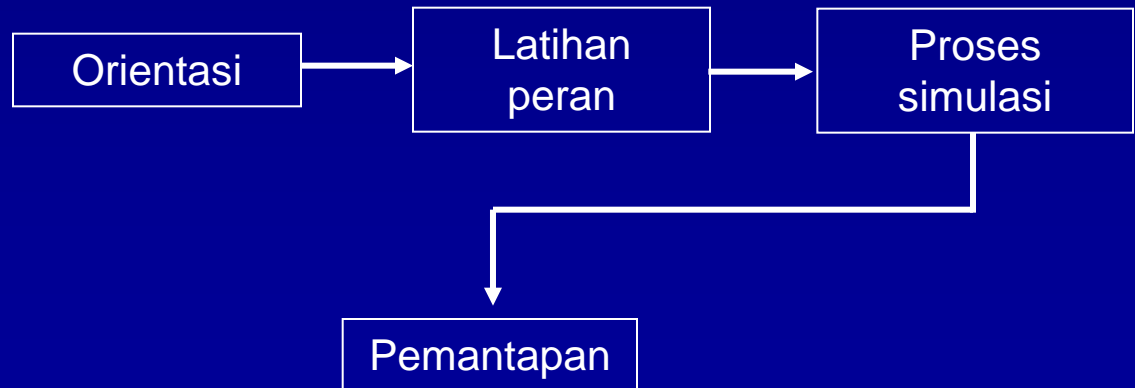 Orientasi
Latihan
peran
Proses
simulasi
Pemantapan